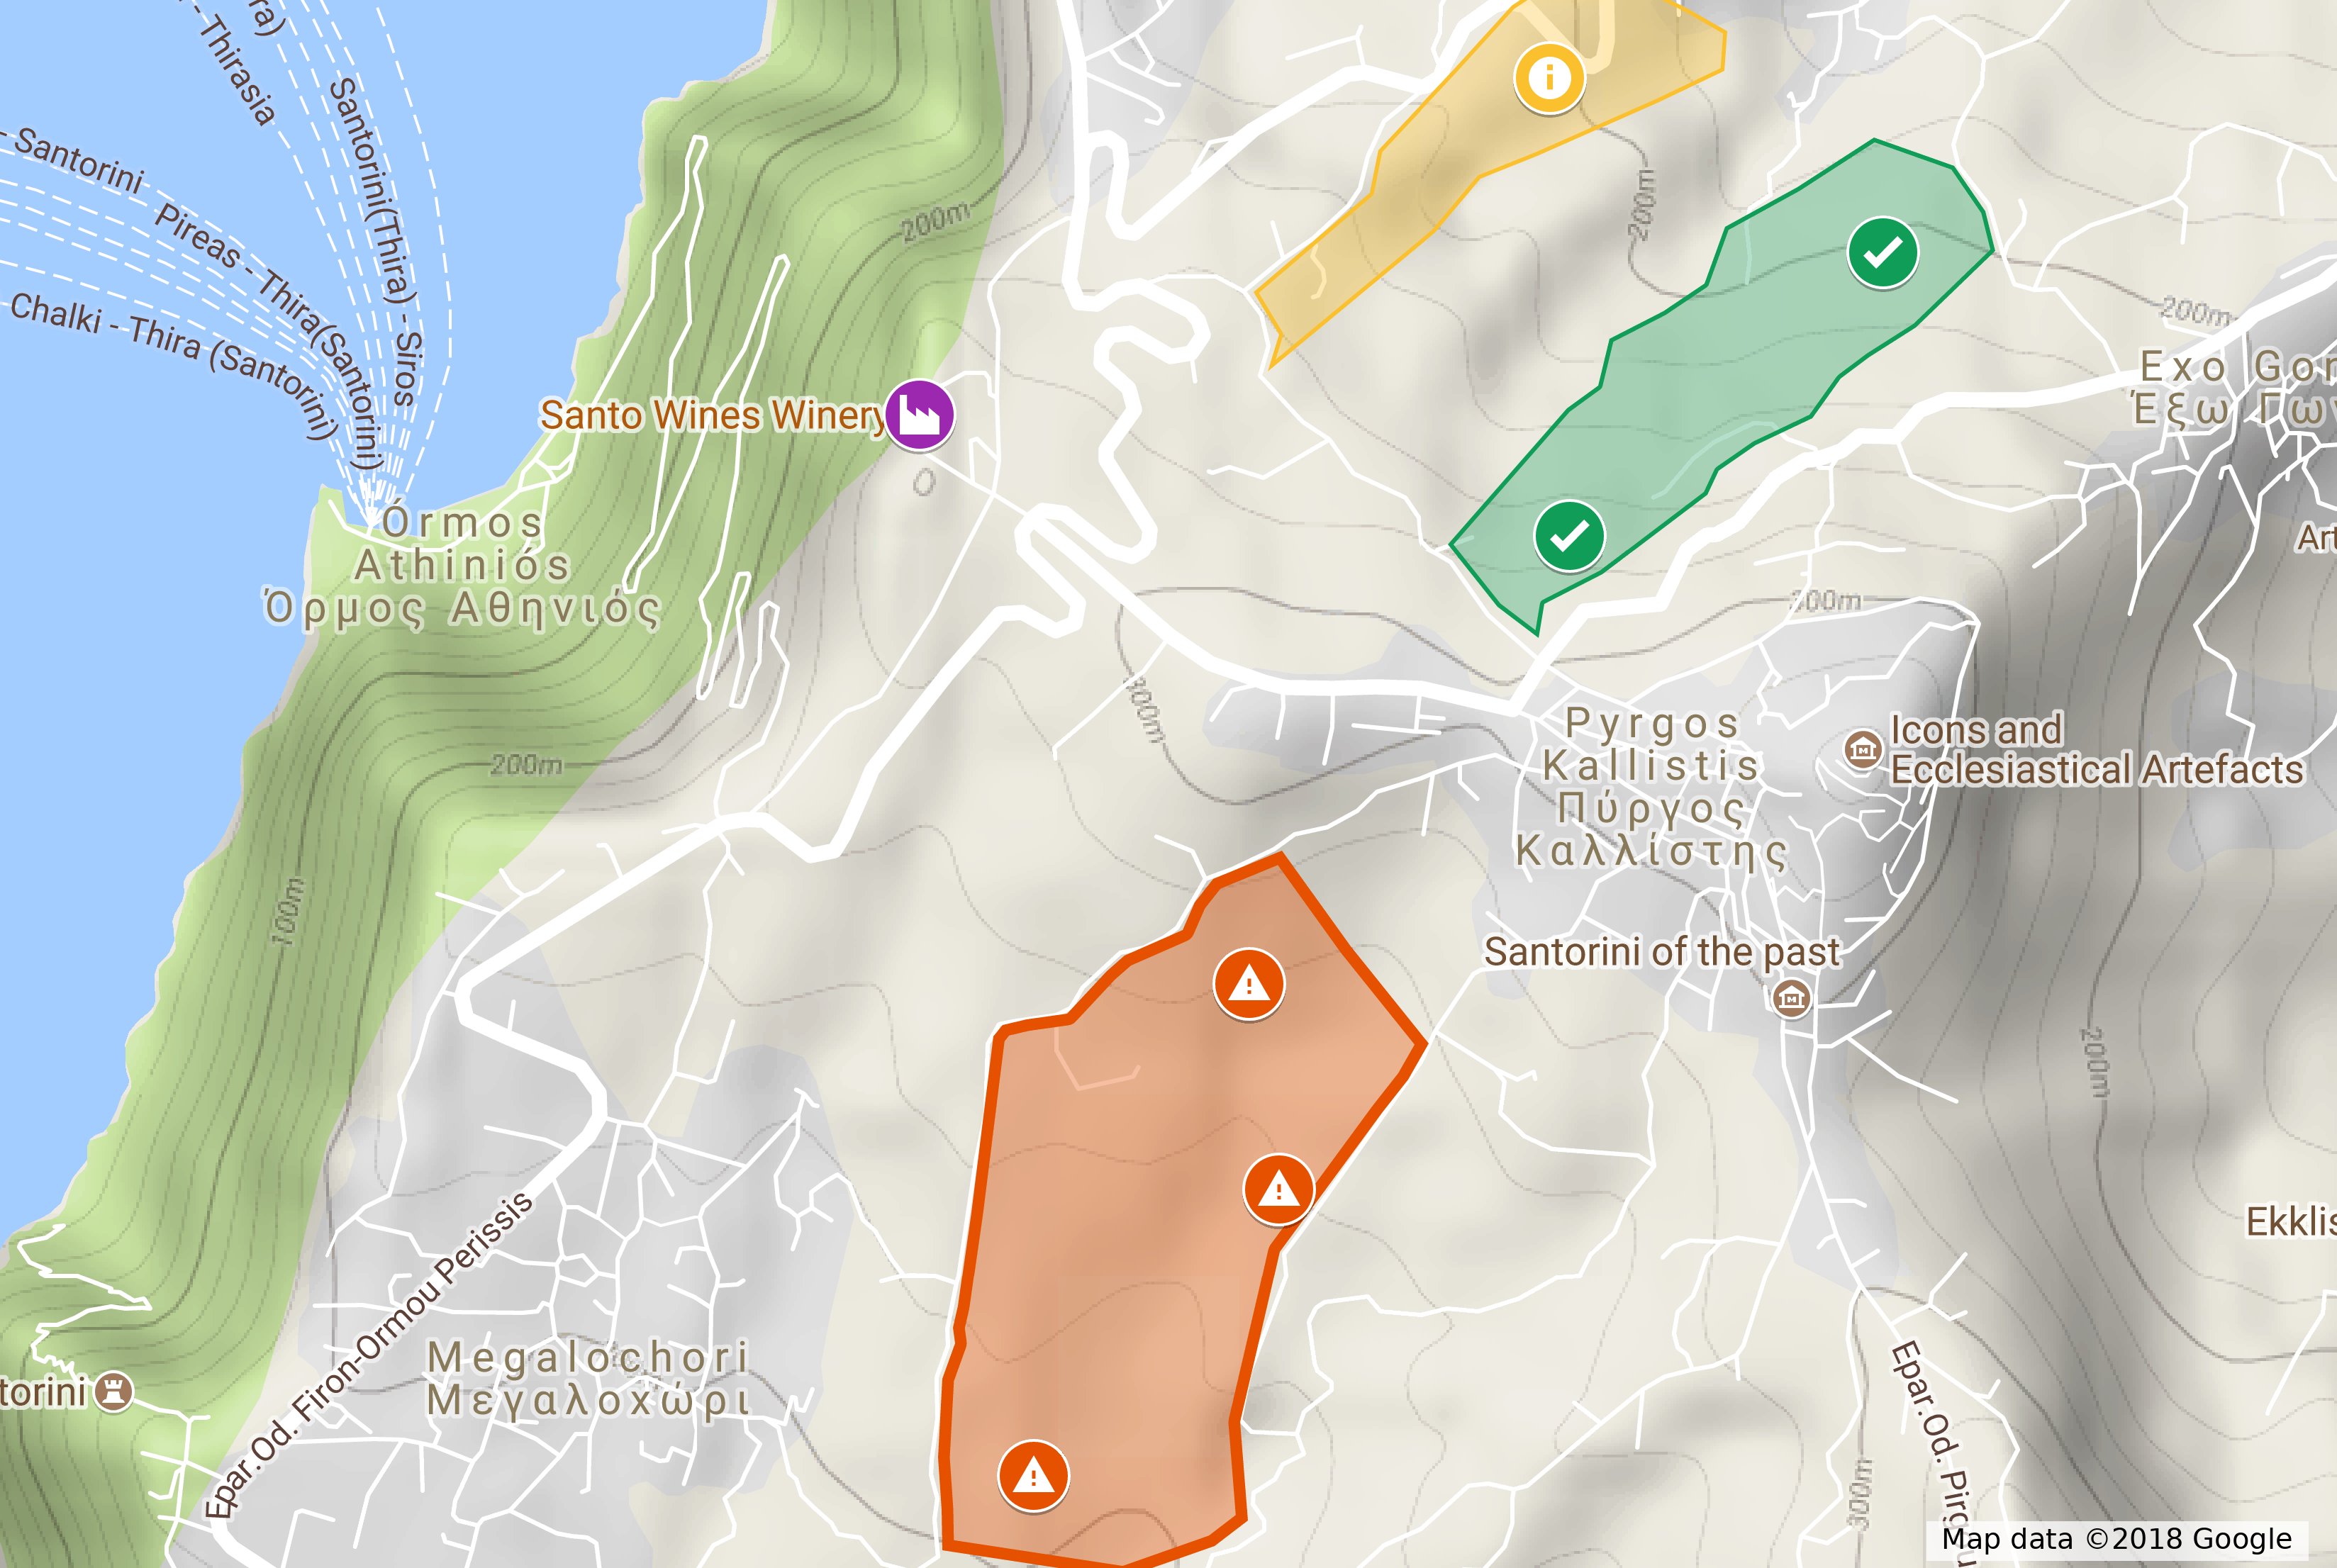 - Thirasia
ra)
- Santorini
Pireas - Thira(Santorini)
Santorini(Thira) - Siros
Chalki - Thira (Santorini)
200m
200m
200m
Exo Gon
Έξω Γων
Santo Wines Winery
Órmos
Athiniós
Όρμος Αθηνιός
Art
300m
300m
200m
Pyrgos
Kallistis
Πύργος
Καλλίστης
Icons and
Ecclesiastical Artefacts
100m
Santorini of the past
200m
Ekklis
Megalochori
Μεγαλοχώρι
torini
Epar.Od. Firon-Ormou Perissis
Epar.Od. Pirgou
300m
Map data ©2018 Google